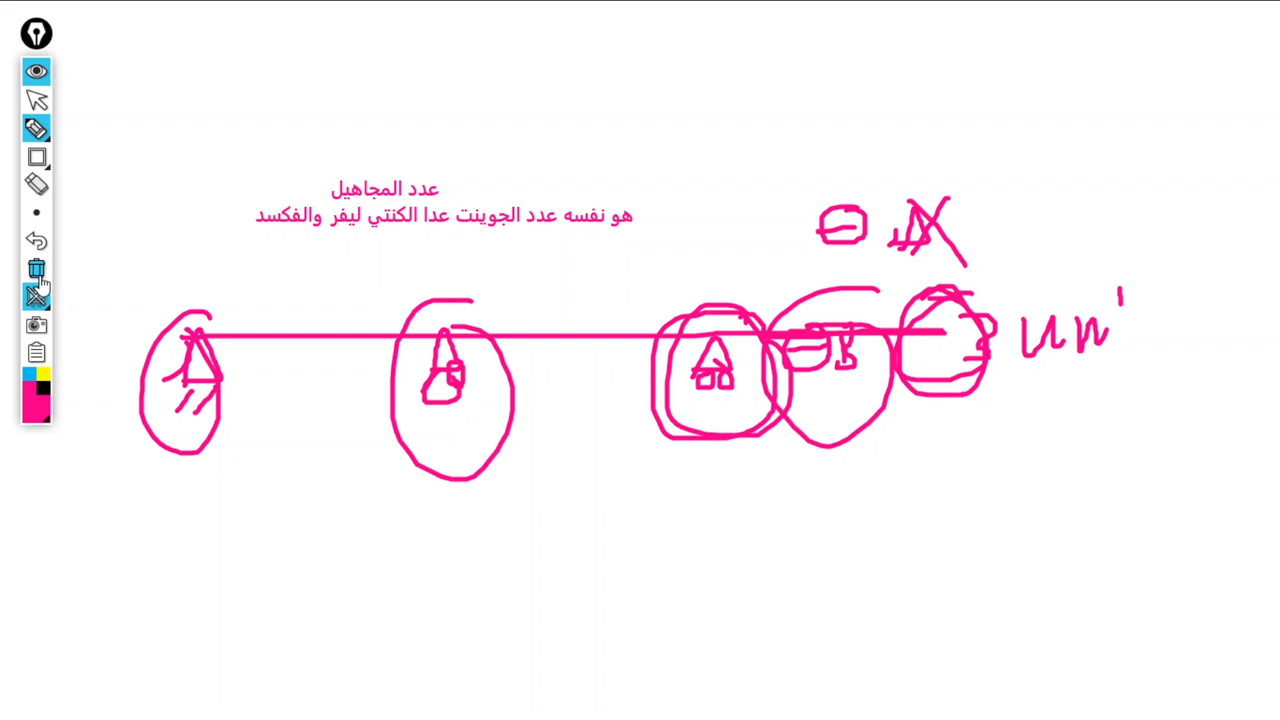 عدد المجاهيل
هو نفسه عدد الجوينت عدا الكنتي ليفر والفكسد